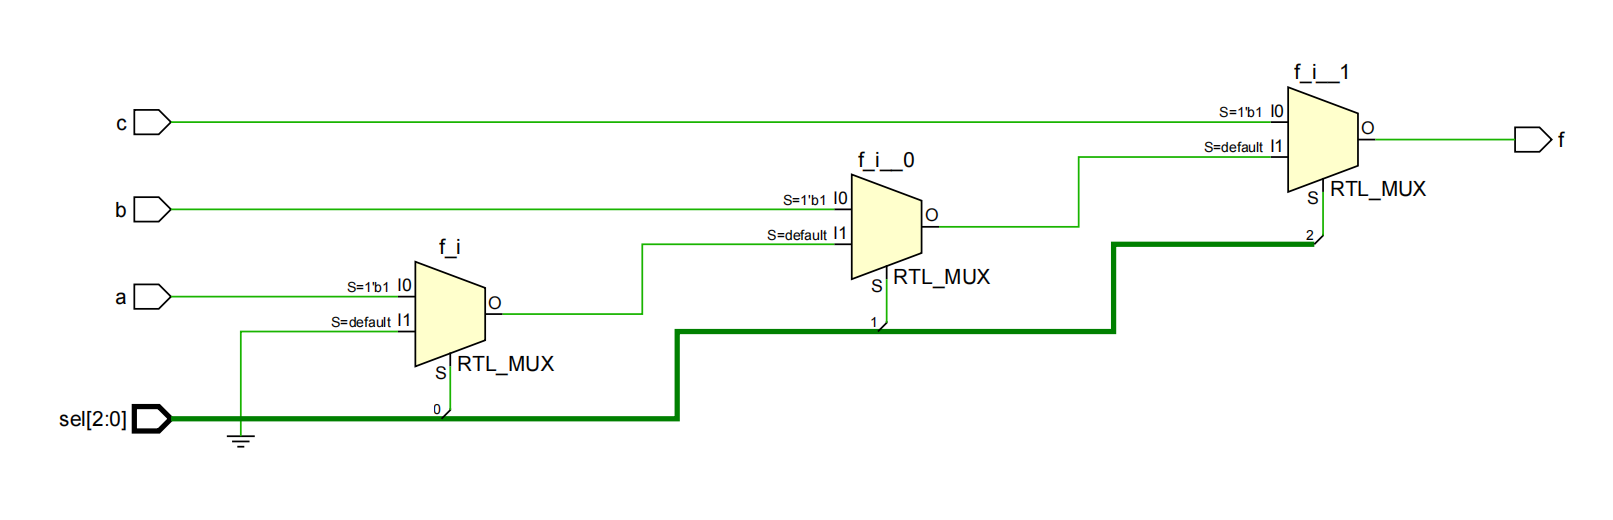 f_i__1
S=1'b1 I0
O
c
f
S=default I1
f_i__0
RTL_MUX
S
S=1'b1 I0
b
O
2
S=default I1
f_i
RTL_MUX
S
S=1'b1 I0
a
O
1
S=default I1
RTL_MUX
S
0
sel[2:0]